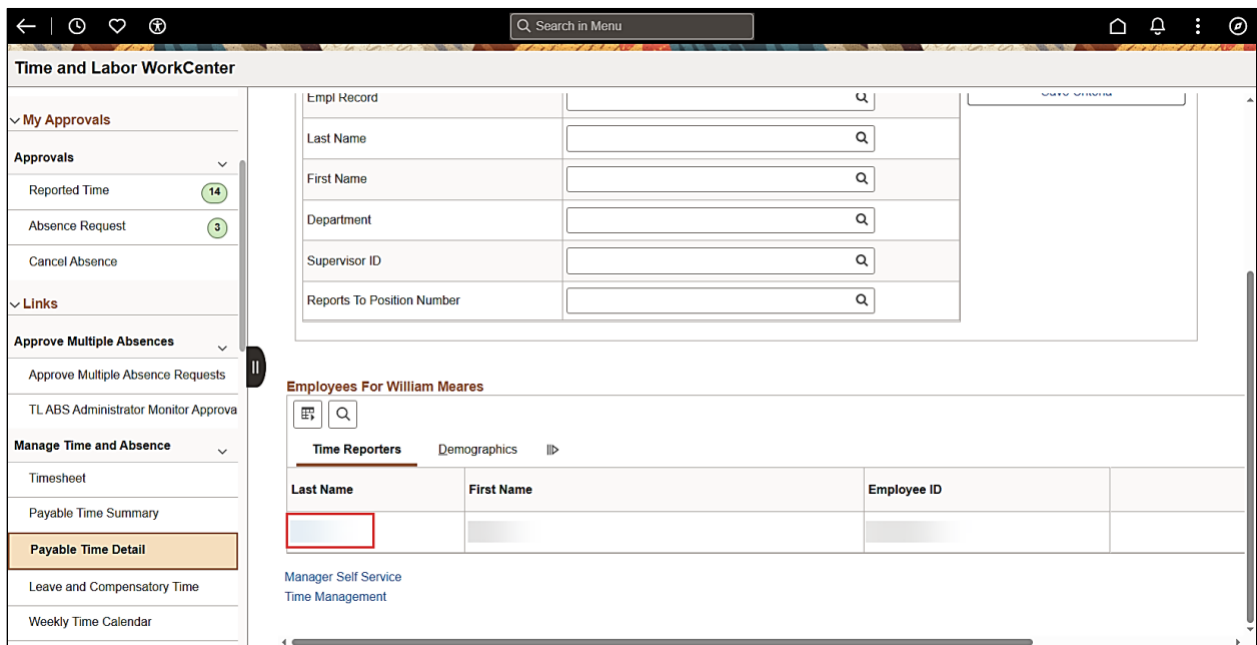 Search in Menu
Time and Labor WorkCenter
My Approvals
Approvals
Reported Time
14
Absence Request
3
Cancel Absence
Links
Approve Multiple Absences
Approve Multiple Absence Requests
TL ABS Administrator Monitor Approva
Manage Time and Absence
Timesheet
Payable Time Summary
Payable Time Detail
Leave and Compensatory Time
Weekly Time Calendar
Empl Record
Save Criteria
Last Name
First Name
Department
Supervisor ID
Reports To Position Number
Employees For William Meares
Time Reporters Demographics
Last Name First Name Employee ID
Manager Self Service
Time Management